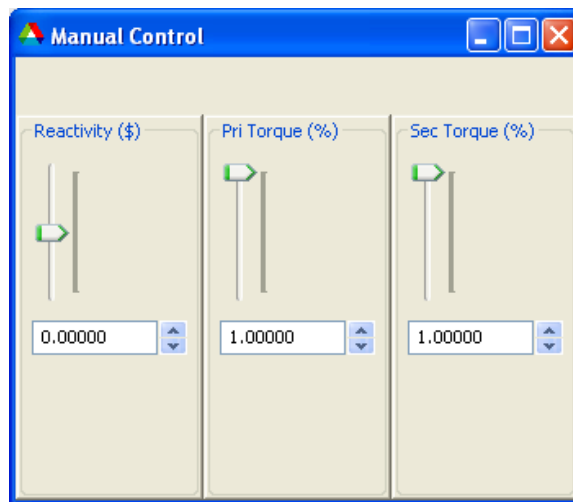 Manual Control
Reactivity ($)
Pri Torque (%)
Sec Torque (%)
0.00000
1.00000
1.00000